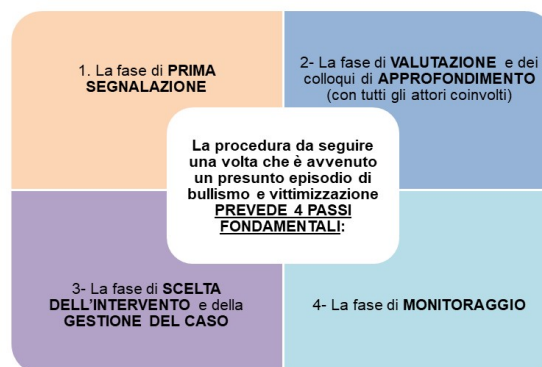 1. La fase di PRIMA
SEGNALAZIONE
2- La fase di VALUTAZIONE e dei
colloqui di APPROFONDIMENTO
(con tutti gli attori coinvolti)
La procedura da seguire
una volta che è avvenuto
un presunto episodio di
bullismo e vittimizzazione
PREVEDE 4 PASSI
FONDAMENTALI:
3- La fase di SCELTA
DELL'INTERVENTO e della
GESTIONE DEL CASO
4- La fase di MONITORAGGIO